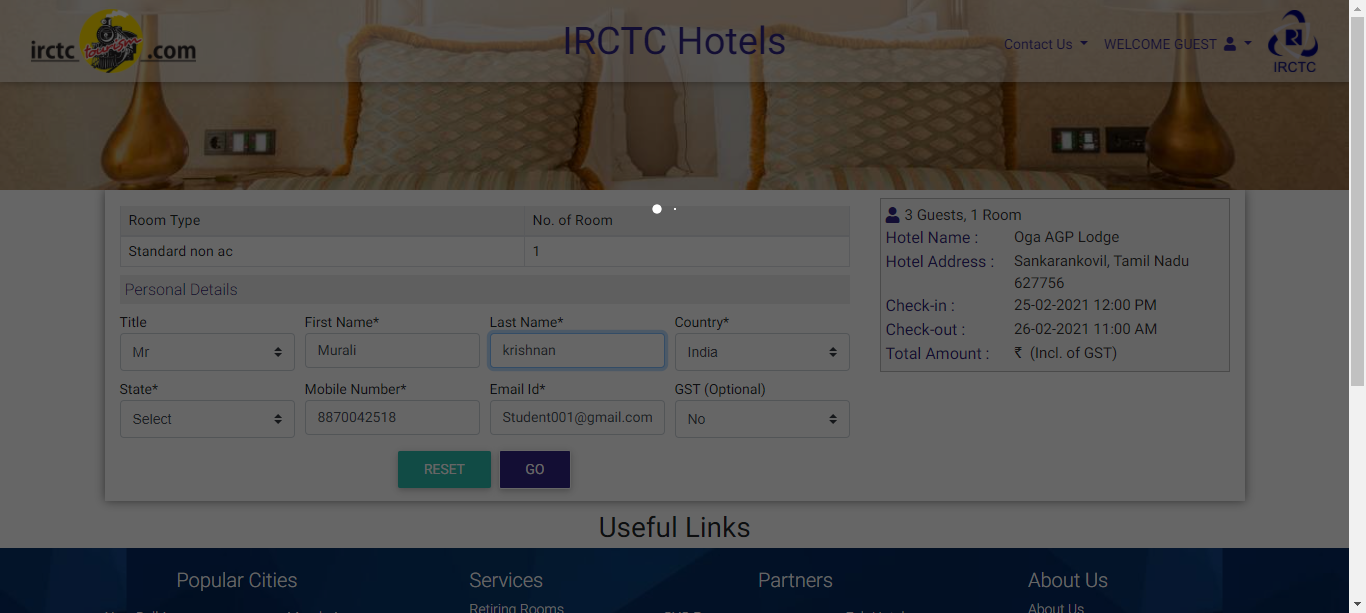 irctc tourism .com
IRCTC Hotels
Contact Us
WELCOME GUEST
IRCTC
Room Type
No. of Room
Standard non ac
1
Personal Details
Title
First Name*
Last Name*
Country*
Mr
Murali
krishnan
India
State*
Mobile Number*
Email Id*
GST (Optional)
Select
8870042518
Student001@gmail.com
No
RESET
GO
3 Guests, 1 Room
Hotel Name : Oga AGP Lodge
Hotel Address : Sankarankovil, Tamil Nadu
627756
Check-in : 25-02-2021 12:00 PM
Check-out : 26-02-2021 11:00 AM
Total Amount : ₹ (Incl. of GST)
Useful Links
Popular Cities
Services
Partners
About Us
Retiring Rooms
About Us